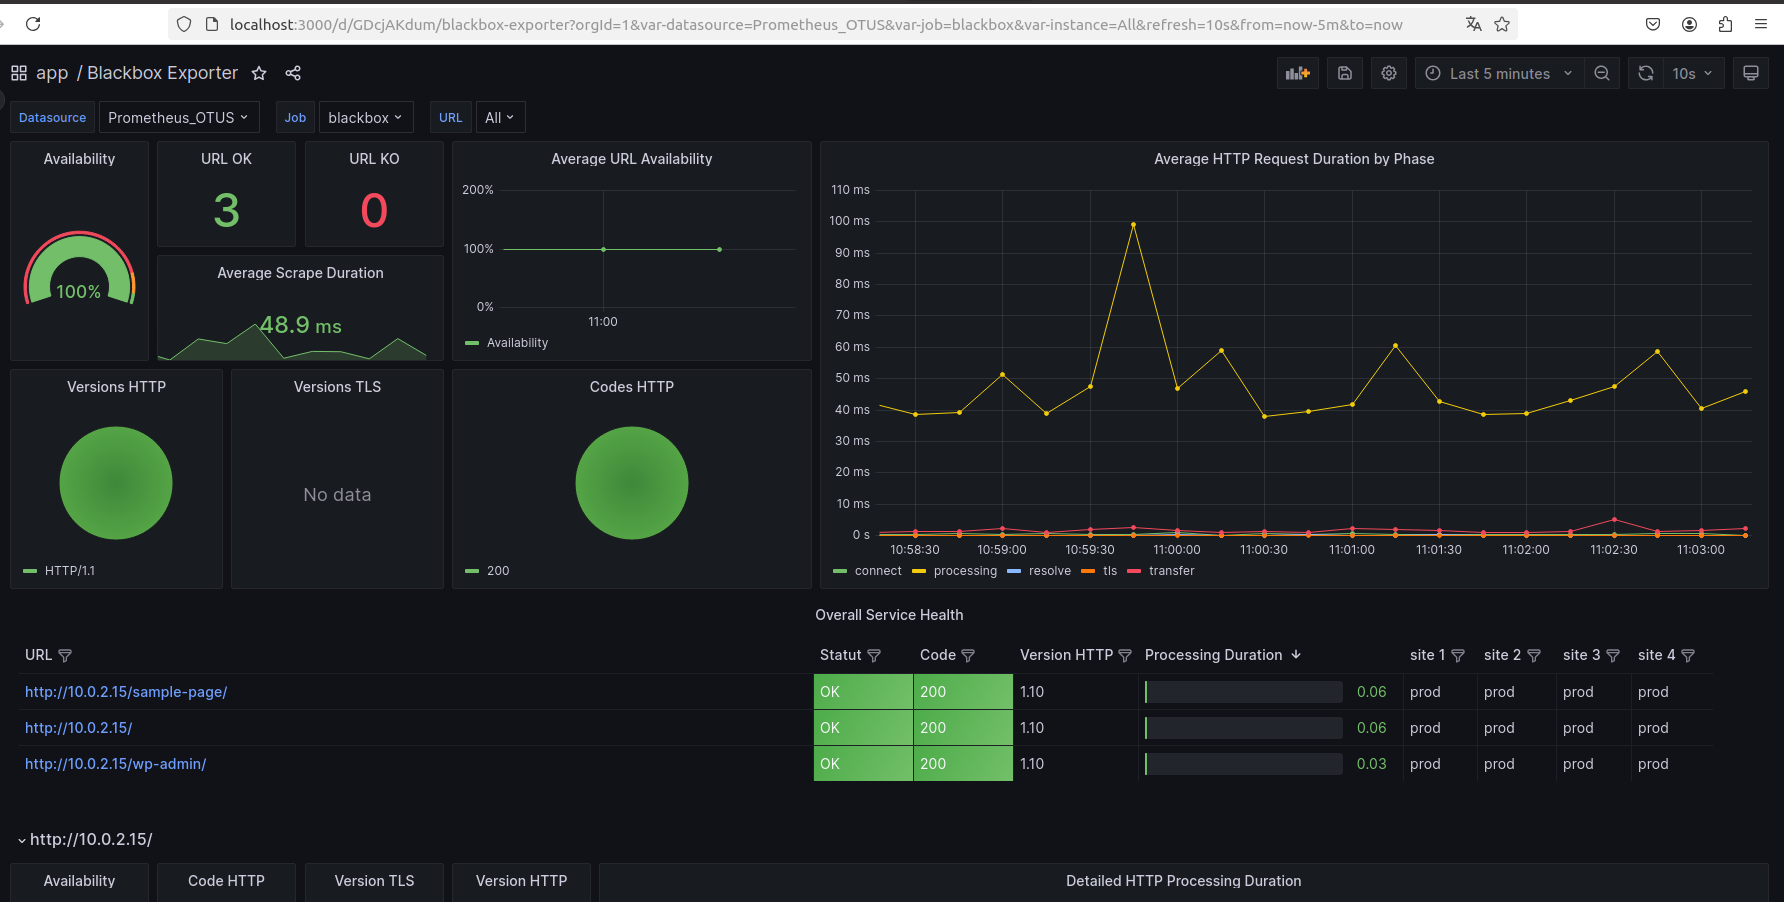 localhost:3000/d/GDcjAKdum/blackbox-exporter?orgId=1&var-datasource=Prometheus_OTUS&var-job=blackbox&var-instance=All&refresh=10s&from=now-5m&to=now
app / Blackbox Exporter
Last 5 minutes
10s
Datasource Prometheus_OTUS Job blackbox URL All
Availability
100%
URL OK
3
URL KO
0
Average Scrape Duration
48.9 ms
Average URL Availability
200%
100%
0%
11:00
Availability
Average HTTP Request Duration by Phase
110 ms
100 ms
90 ms
80 ms
70 ms
60 ms
50 ms
40 ms
30 ms
20 ms
10 ms
0 s
10:58:30 10:59:00 10:59:30 11:00:00 11:00:30 11:01:00 11:01:30 11:02:00 11:02:30 11:03:00
connect processing resolve tls transfer
Versions HTTP
HTTP/1.1
Versions TLS
No data
Codes HTTP
200
Overall Service Health
URL Statut Code Version HTTP Processing Duration site 1 site 2 site 3 site 4
http://10.0.2.15/sample-page/ OK 200 1.10 0.06 prod prod prod prod
http://10.0.2.15/ OK 200 1.10 0.06 prod prod prod prod
http://10.0.2.15/wp-admin/ OK 200 1.10 0.03 prod prod prod prod
http://10.0.2.15/
Availability Code HTTP Version TLS Version HTTP Detailed HTTP Processing Duration